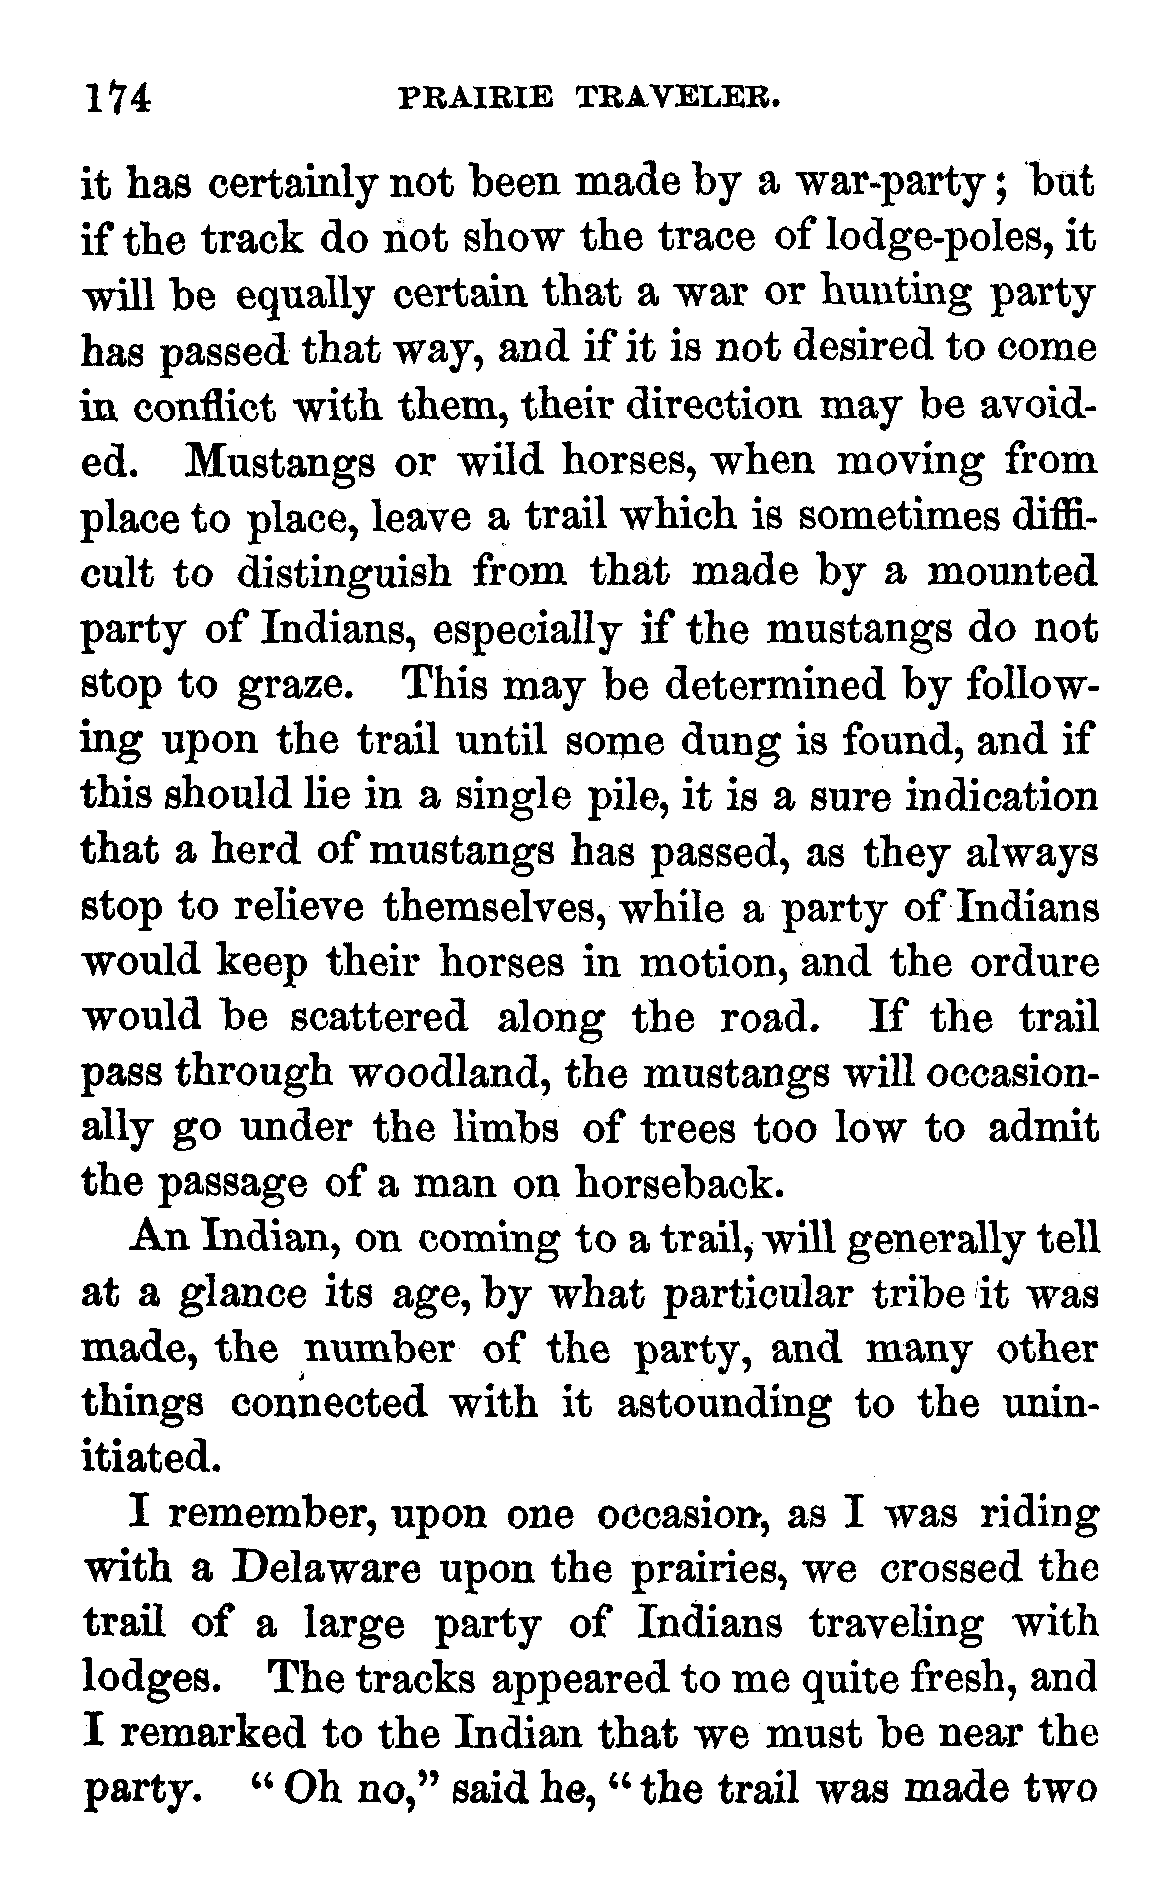 174 PRAIRIE TRAVELER.
it has certainly not been made by a war-party; but
if the track do not show the trace of lodge-poles, it
will be equally certain that a war or hunting party
has passed that way, and if it is not desired to come
in conflict with them, their direction may be avoid-
ed. Mustangs or wild horses, when moving from
place to place, leave a trail which is sometimes diffi-
cult to distinguish from that made by a mounted
party of Indians, especially if the mustangs do not
stop to graze. This may be determined by follow-
ing upon the trail until some dung is found, and if
this should lie in a single pile, it is a sure indication
that a herd of mustangs has passed, as they always
stop to relieve themselves, while a party of Indians
would keep their horses in motion, and the ordure
would be scattered along the road. If the trail
pass through woodland, the mustangs will occasion-
ally go under the limbs of trees too low to admit
the passage of a man on horseback.
An Indian, on coming to a trail, will generally tell
at a glance its age, by what particular tribe it was
made, the number of the party, and many other
things connected with it astounding to the unin-
itiated.
I remember, upon one occasion, as I was riding
with a Delaware upon the prairies, we crossed the
trail of a large party of Indians traveling with
lodges. The tracks appeared to me quite fresh, and
I remarked to the Indian that we must be near the
party. "Oh no," said he, "the trail was made two